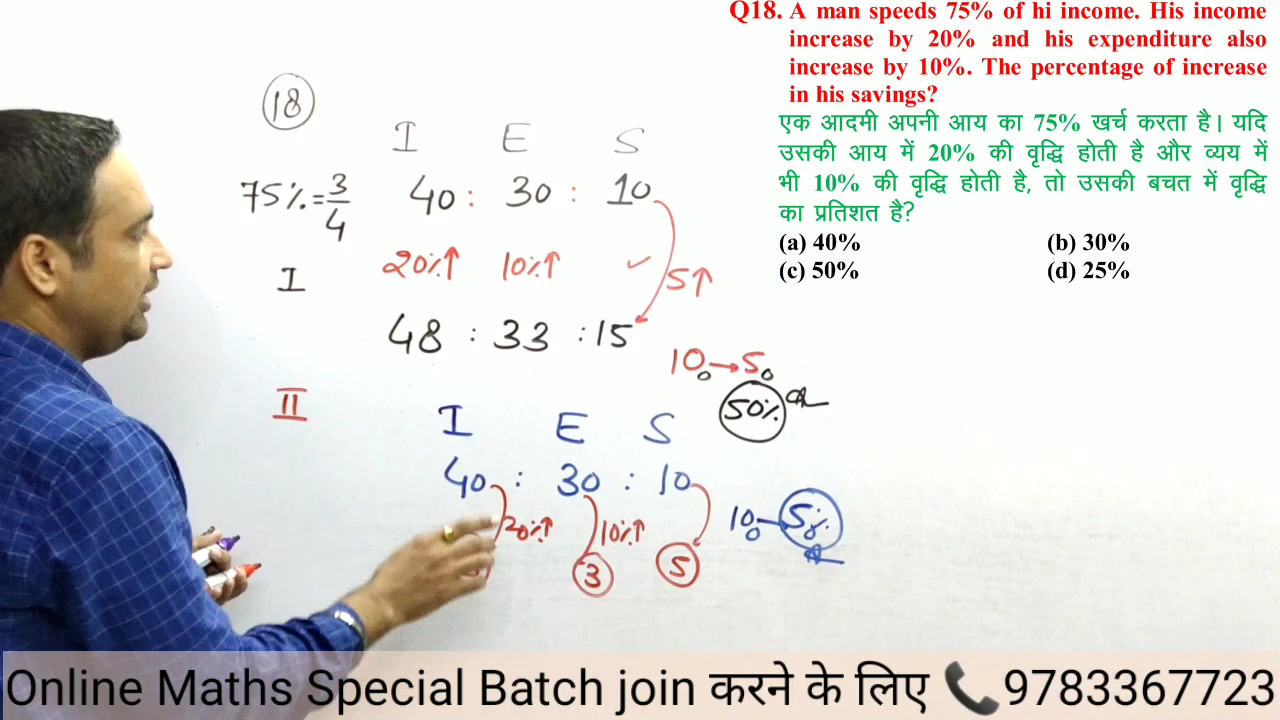 Q18. A man speeds 75% of hi income. His income
increase by 20% and his expenditure also
increase by 10%. The percentage of increase
in his savings?
एक आदमी अपनी आय का 75% खर्च करता है। यदि
उसकी आय में 20% की वृद्धि होती है और व्यय में
भी 10% की वृद्धि होती है, तो उसकी बचत में वृद्धि
का प्रतिशत है?
(a) 40% (b) 30%
(c) 50% (d) 25%
18
I E S
75% = 3/4 40 : 30 : 10
20%↑ 10%↑ ✓ 5↑
I
48 : 33 : 15
10→5
50%
II
I E S
40 : 30 : 10
20%↑ 10%↑
3 5
Online Maths Special Batch join करने के लिए 📞9783367723